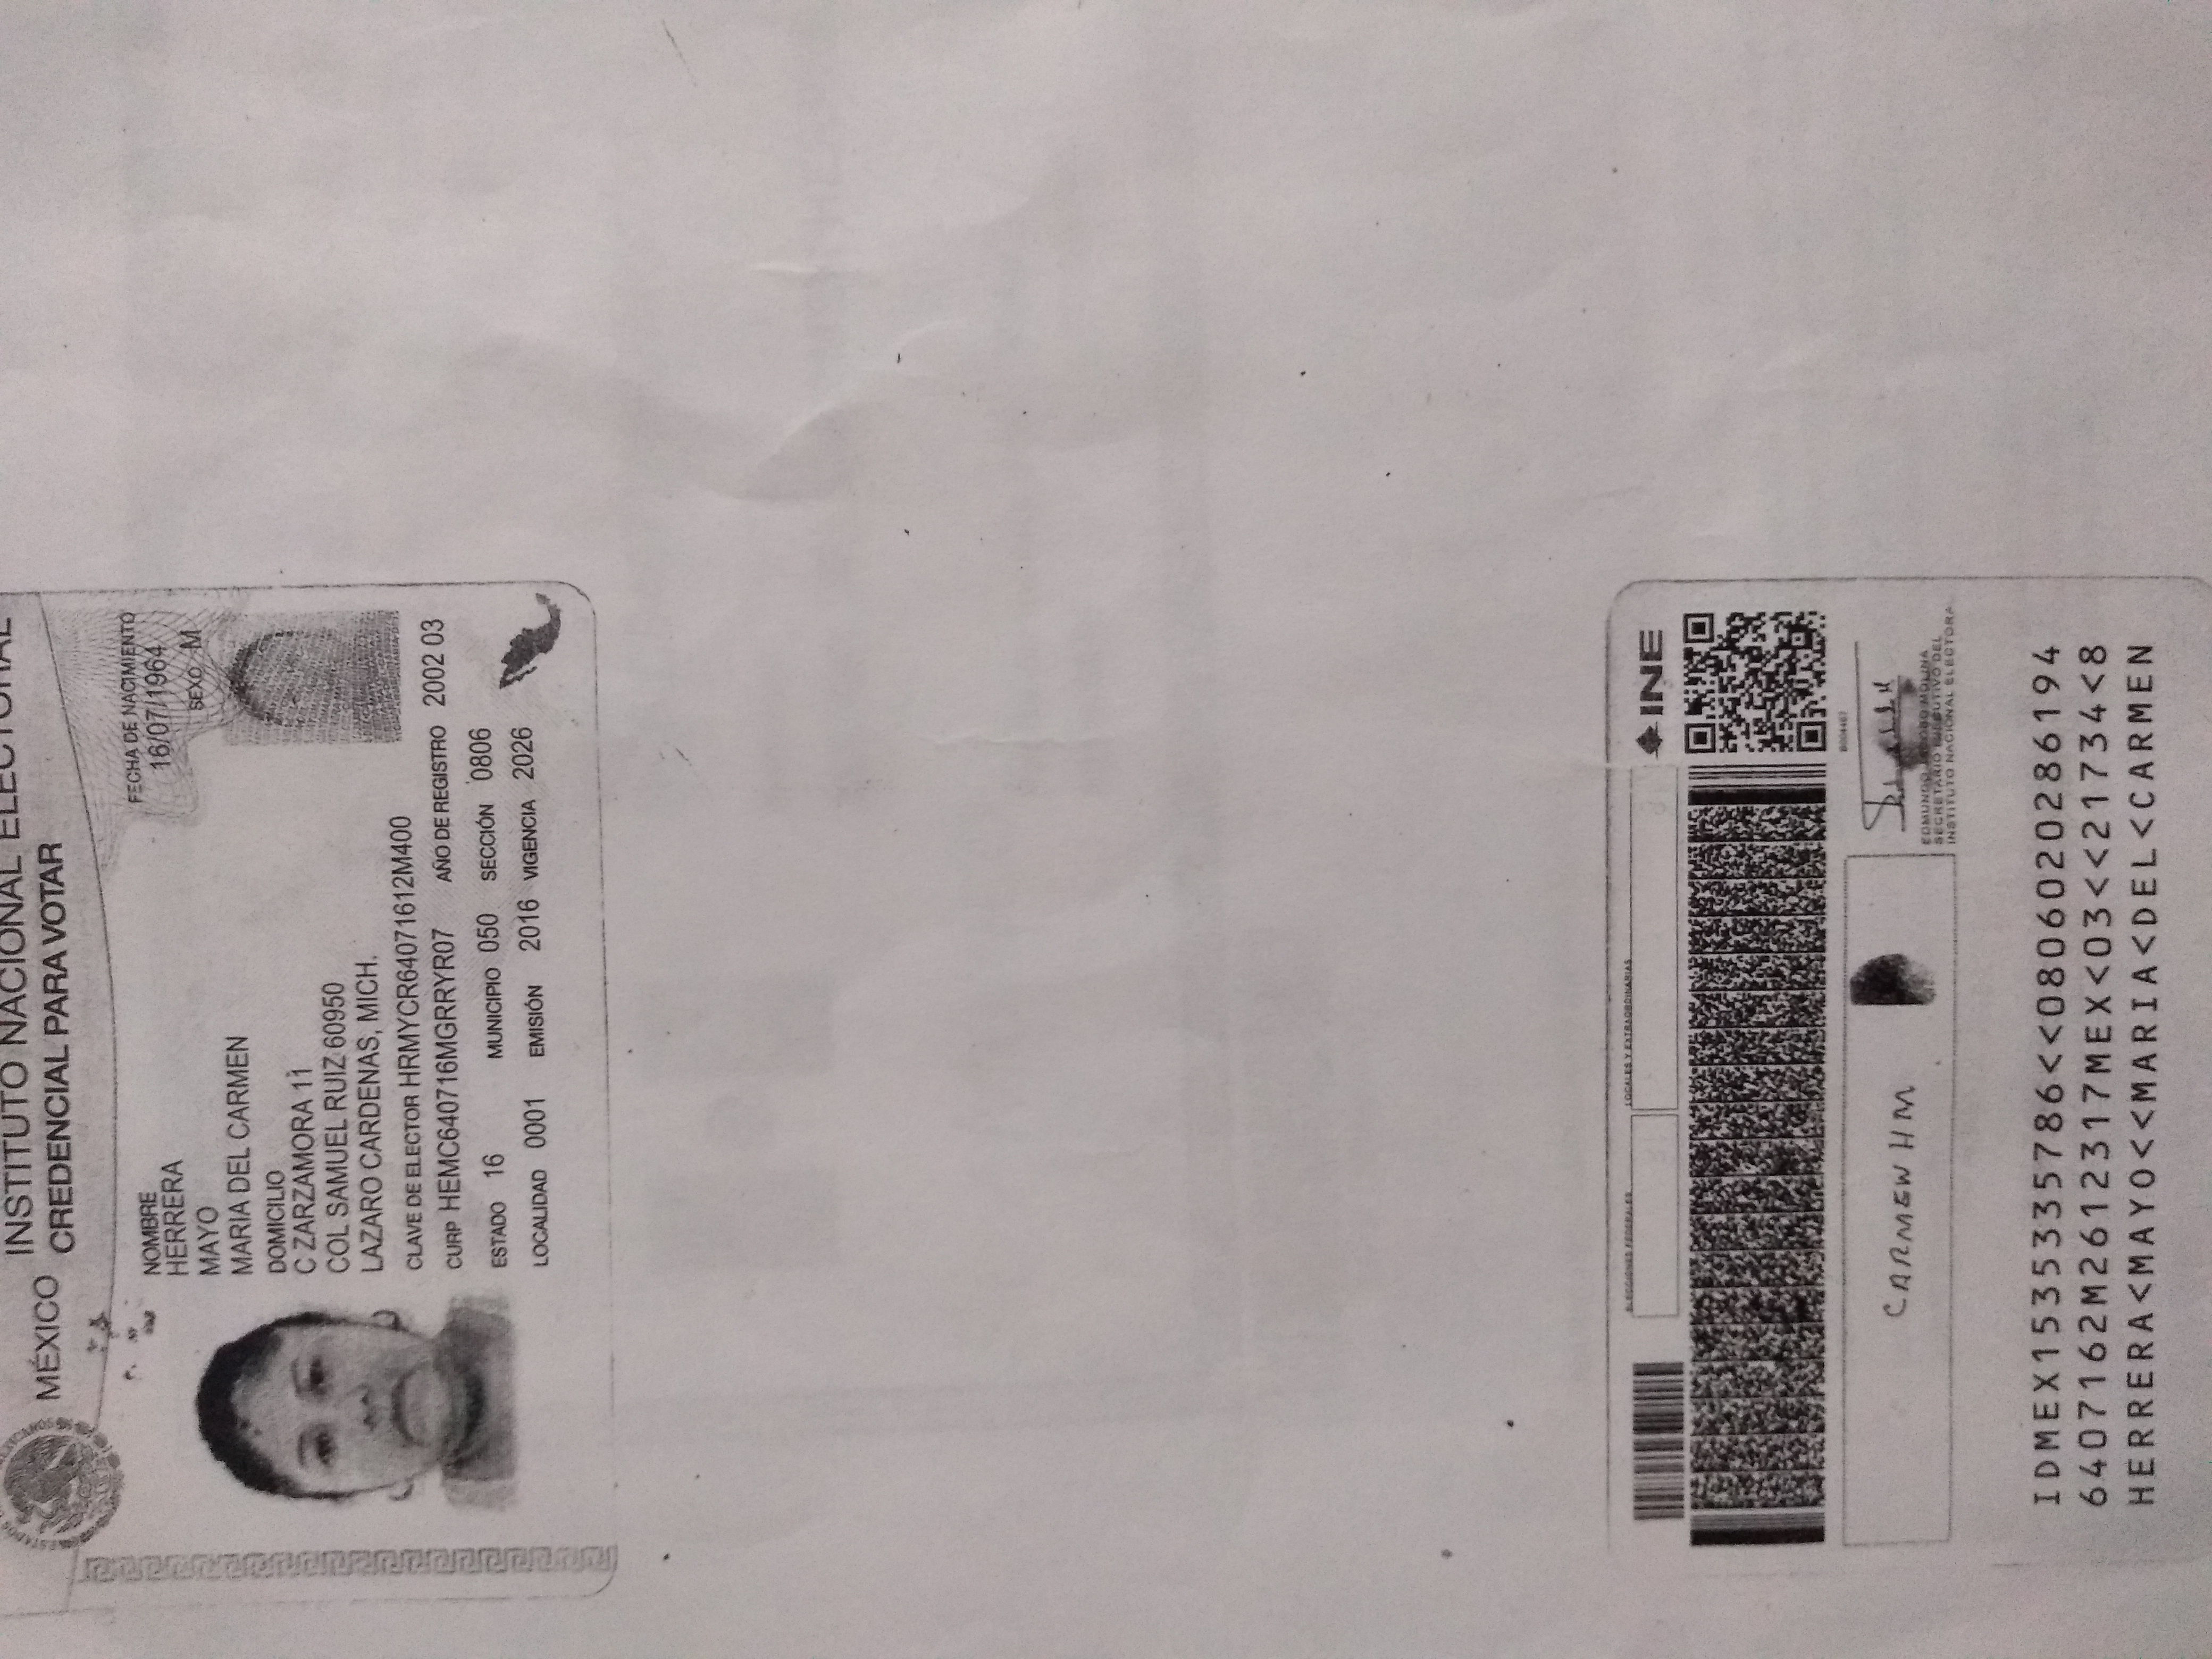 INSTITUTO NACIONAL ELECTORAL
MÉXICO CREDENCIAL PARA VOTAR
NOMBRE
HERRERA
MAYO
MARIA DEL CARMEN
FECHA DE NACIMIENTO
16/07/1964
SEXO M
DOMICILIO
C ZARZAMORA 11
COL SAMUEL RUIZ 60950
LAZARO CARDENAS, MICH.
CLAVE DE ELECTOR HRMYCR64071612M400
CURP HEMC640716MGRRYR07 AÑO DE REGISTRO 2002 03
ESTADO 16 MUNICIPIO 050 SECCIÓN 0806
LOCALIDAD 0001 EMISIÓN 2016 VIGENCIA 2026
ELECCIONES FEDERALES LOCALES Y EXTRAORDINARIAS
INE
CARMEN H M
EDMUNDO JACOBO MOLINA
SECRETARIO EJECUTIVO DEL
INSTITUTO NACIONAL ELECTORA
IDMEX1535335786<<0806020286194
6407162M2612317MEX<03<<21734<8
HERRERA<MAYO<<MARIA<DEL<CARMEN